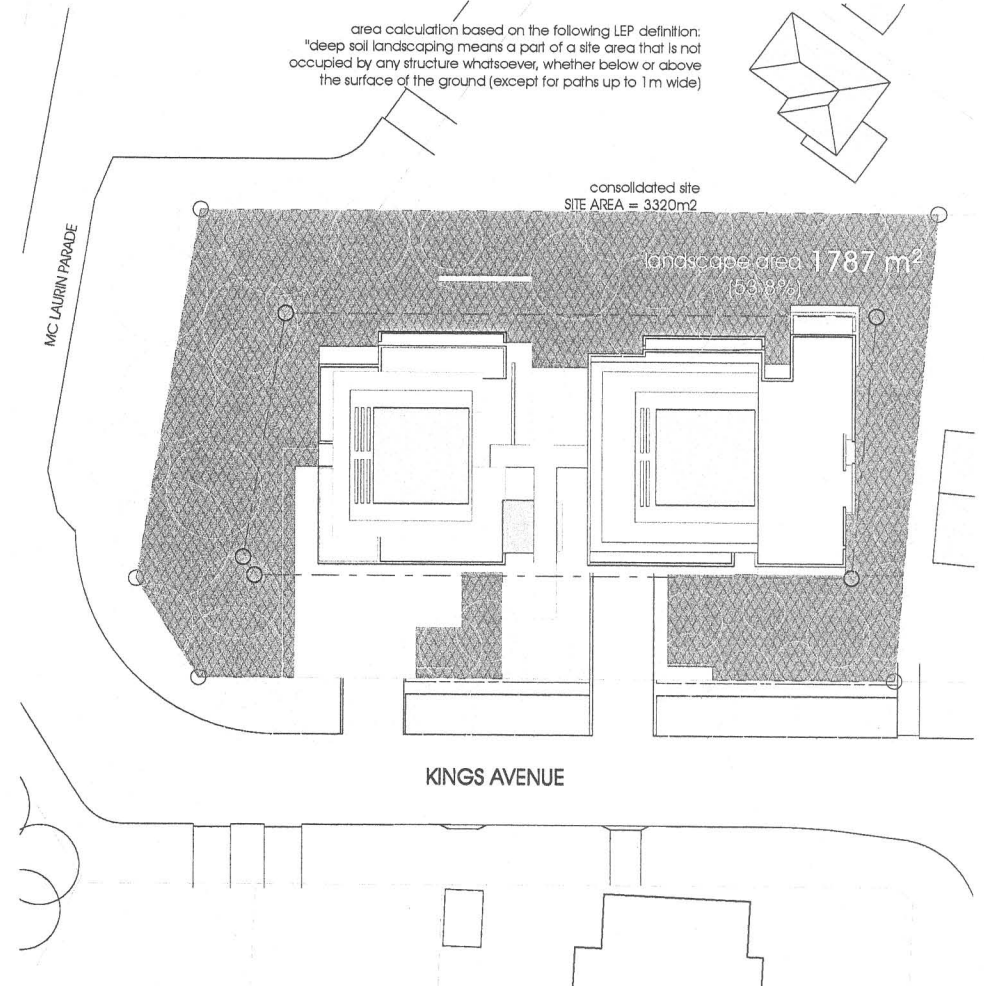 area calculation based on the following LEP definition:
"deep soil landscaping means a part of a site area that is not
occupied by any structure whatsoever, whether below or above
the surface of the ground (except for paths up to 1m wide)
consolidated site
SITE AREA = 3320m2
landscape area 1787 m²
(53.8%)
MC LAURIN PARADE
KINGS AVENUE